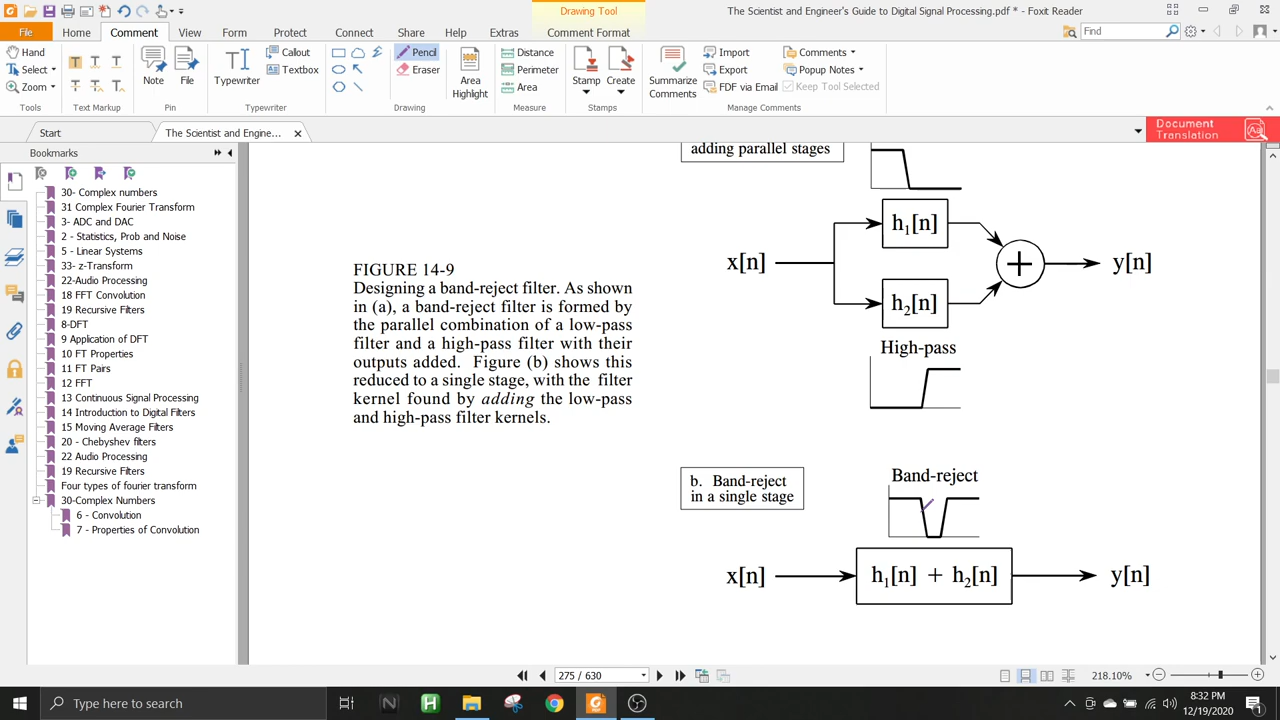 Drawing Tool
The Scientist and Engineer's Guide to Digital Signal Processing.pdf * - Foxit Reader
File Home Comment View Form Protect Connect Share Help Extras Comment Format Find
Hand
Select
Zoom
Tools
Text Markup
Note
File
Pin
Typewriter
Callout
Textbox
Typewriter
Pencil
Eraser
Drawing
Area
Highlight
Distance
Perimeter
Area
Measure
Stamp
Create
Stamps
Summarize
Comments
Import
Export
FDF via Email
Comments
Popup Notes
Keep Tool Selected
Manage Comments
Start
The Scientist and Engine...
Document
Translation
Bookmarks
30- Complex numbers
31 Complex Fourier Transform
3- ADC and DAC
2 - Statistics, Prob and Noise
5 - Linear Systems
33- z-Transform
22-Audio Processing
18 FFT Convolution
19 Recursive Filters
8-DFT
9 Application of DFT
10 FT Properties
11 FT Pairs
12 FFT
13 Continuous Signal Processing
14 Introduction to Digital Filters
15 Moving Average Filters
20 - Chebyshev filters
22 Audio Processing
19 Recursive Filters
Four types of fourier transform
30-Complex Numbers
6 - Convolution
7 - Properties of Convolution
FIGURE 14-9
Designing a band-reject filter. As shown
in (a), a band-reject filter is formed by
the parallel combination of a low-pass
filter and a high-pass filter with their
outputs added. Figure (b) shows this
reduced to a single stage, with the filter
kernel found by adding the low-pass
and high-pass filter kernels.
adding parallel stages
h1[n]
x[n]
+
y[n]
h2[n]
High-pass
b. Band-reject
in a single stage
Band-reject
x[n]
h1[n] + h2[n]
y[n]
275 / 630
218.10%
Type here to search
8:32 PM
12/19/2020